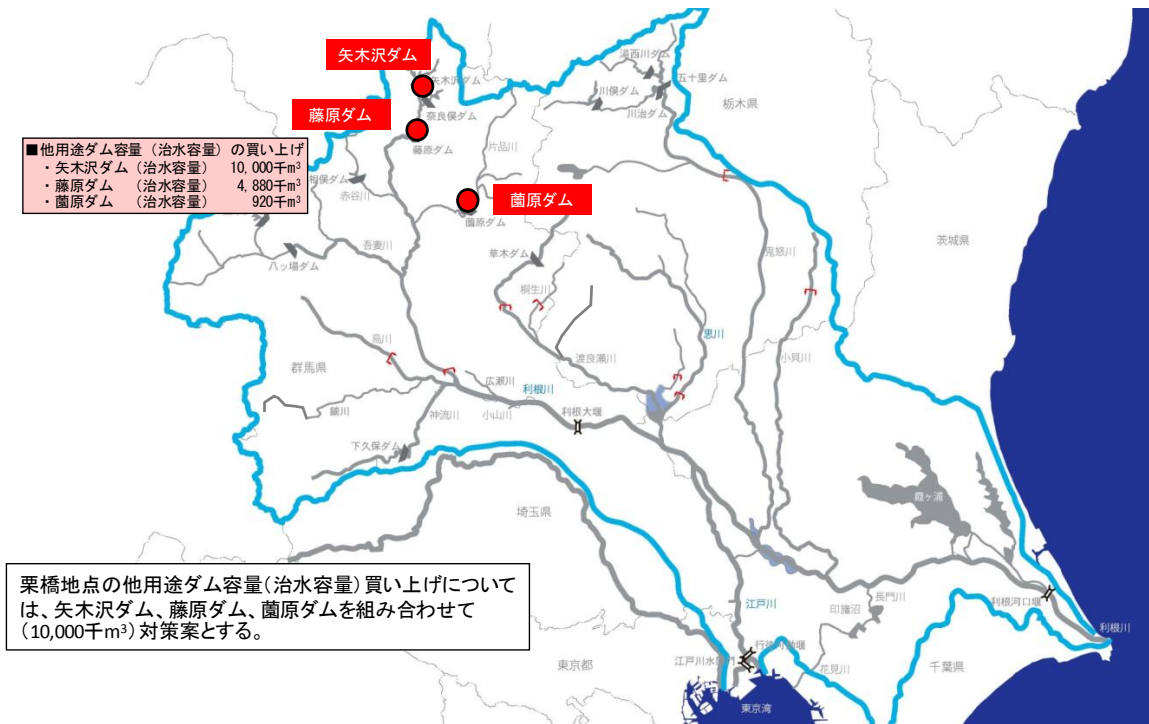 矢木沢ダム
藤原ダム
薗原ダム
■他用途ダム容量（治水容量）の買い上げ
・矢木沢ダム（治水容量） 10,000千m³
・藤原ダム （治水容量） 4,880千m³
・薗原ダム （治水容量） 920千m³
湯西川ダム
五十里ダム
川俣ダム
川治ダム
栃木県
矢木沢ダム
奈良俣ダム
藤原ダム
片品川
相俣ダム
赤谷川
薗原ダム
吾妻川
八ッ場ダム
草木ダム
桐生川
鬼怒川
茨城県
思川
小貝川
渡良瀬川
烏川
群馬県
広瀬川
利根川
鏑川
神流川
小山川
利根大堰
下久保ダム
霞ヶ浦
埼玉県
栗橋地点の他用途ダム容量(治水容量)買い上げについて
は、矢木沢ダム、藤原ダム、薗原ダムを組み合わせて
（10,000千m³）対策案とする。
江戸川
印旛沼
長門川
利根河口堰
利根川
行徳可動堰
江戸川水閘門
花見川
千葉県
東京都
東京湾